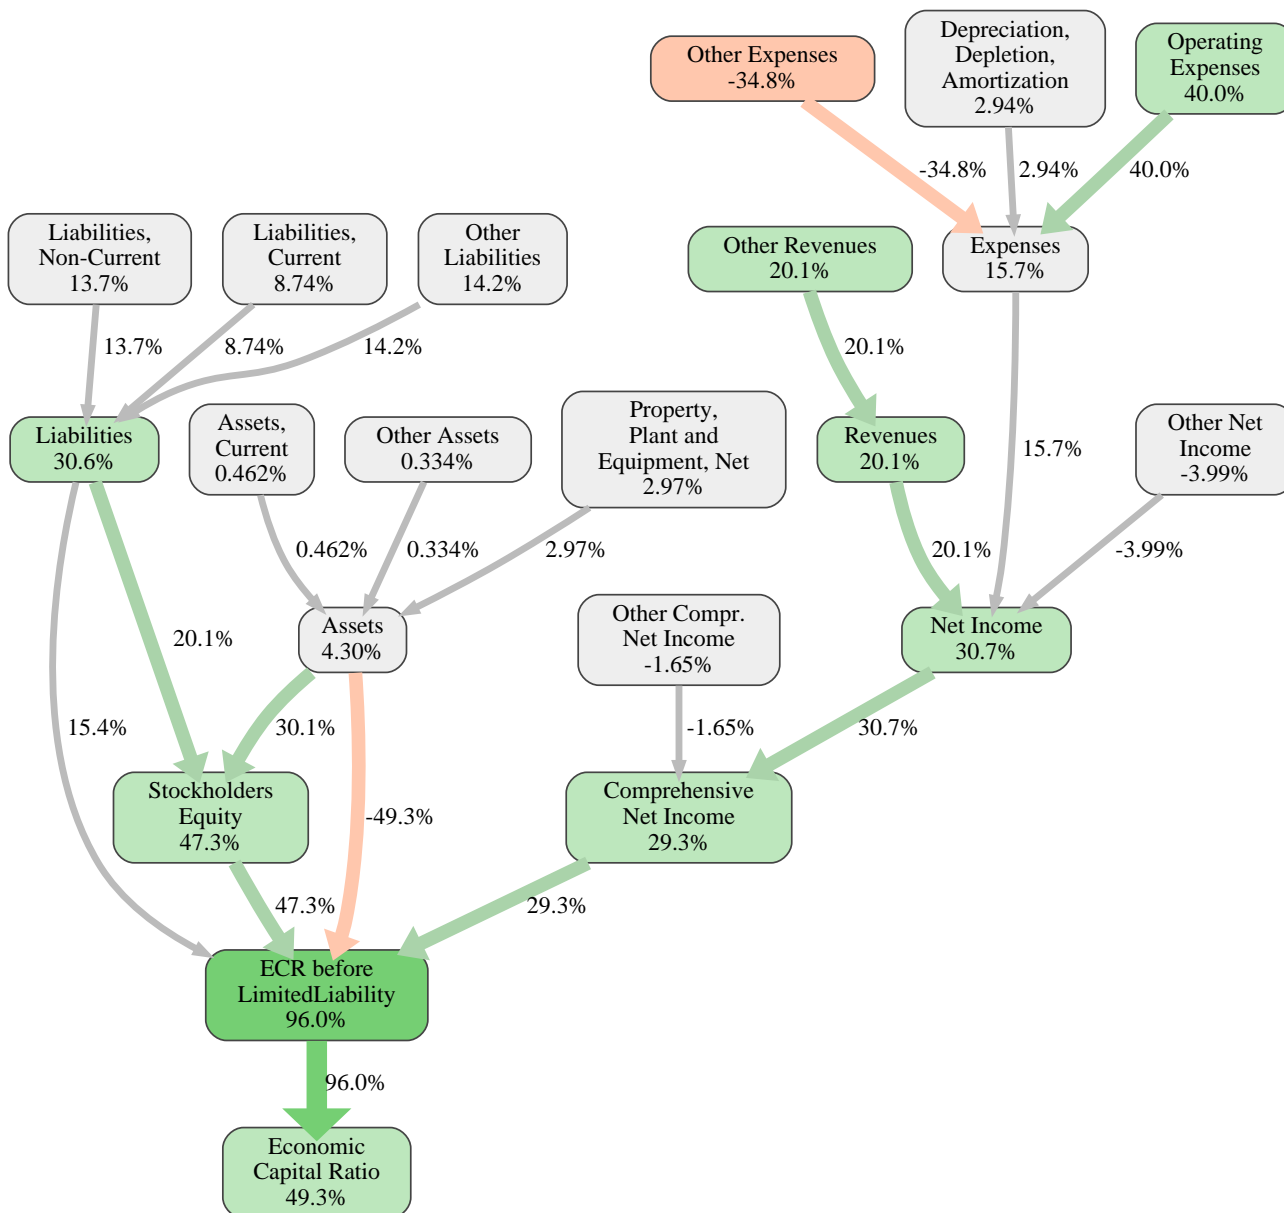 Other Expenses
-34.8%
Depreciation,
Depletion,
Amortization
2.94%
Operating
Expenses
40.0%
-34.8%
2.94%
40.0%
Liabilities,
Non-Current
13.7%
Liabilities,
Current
8.74%
Other
Liabilities
14.2%
Other Revenues
20.1%
Expenses
15.7%
13.7%
8.74%
14.2%
20.1%
Liabilities
30.6%
Assets,
Current
0.462%
Other Assets
0.334%
Property,
Plant and
Equipment, Net
2.97%
Revenues
20.1%
15.7%
Other Net
Income
-3.99%
0.462%
0.334%
2.97%
20.1%
-3.99%
20.1%
Assets
4.30%
Other Compr.
Net Income
-1.65%
Net Income
30.7%
15.4%
30.1%
-1.65%
30.7%
Stockholders
Equity
47.3%
-49.3%
Comprehensive
Net Income
29.3%
47.3%
29.3%
ECR before
LimitedLiability
96.0%
96.0%
Economic
Capital Ratio
49.3%